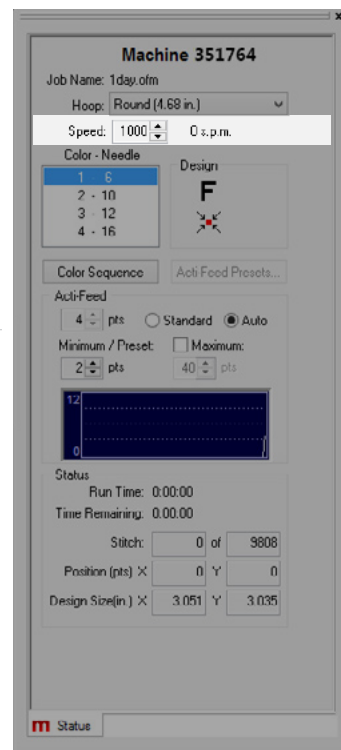 x
Machine 351764
Job Name: 1day.ofm
Hoop: Round (4.68 in.)
Speed: 1000 0 s.p.m.
Color - Needle
Design
1 - 6
2 - 10
3 - 12
4 - 16
F
Color Sequence Acti Feed Presets...
Acti-Feed
4 pts Standard Auto
Minimum / Preset: Maximum:
2 pts 40 pts
12
0
Status
Run Time: 0:00:00
Time Remaining: 0:00:00
Stitch: 0 of 9808
Position (pts) X 0 Y 0
Design Size(in.) X 3.051 Y 3.035
m Status